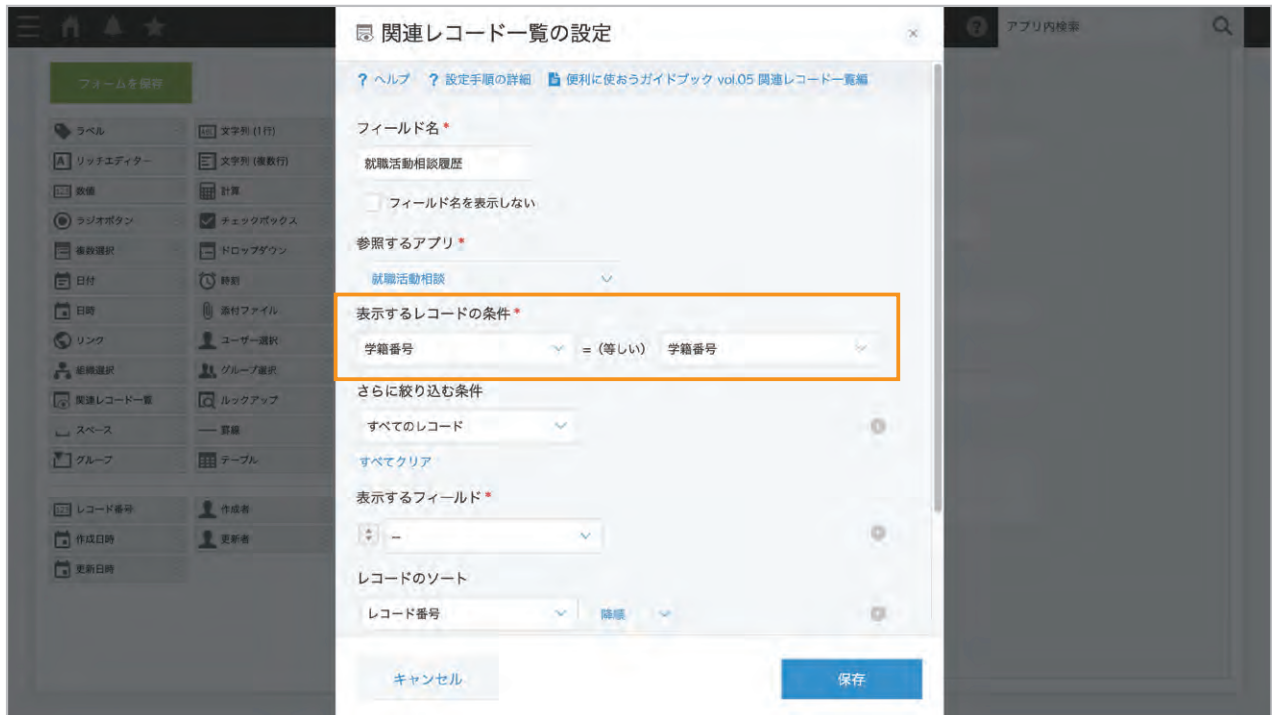 関連レコード一覧の設定
×
? アプリ内検索
? ヘルプ ? 設定手順の詳細 便利に使おうガイドブック vol.05 関連レコード一覧編
フォームを保存
フィールド名*
就職活動相談履歴
フィールド名を表示しない
参照するアプリ*
就職活動相談
表示するレコードの条件*
学籍番号 = (等しい) 学籍番号
さらに絞り込む条件
すべてのレコード
すべてクリア
表示するフィールド*
--
レコードのソート
レコード番号 降順
キャンセル 保存
ラベル 文字列 (1行)
リッチエディター 文字列 (複数行)
数値 計算
ラジオボタン チェックボックス
複数選択 ドロップダウン
日付 時刻
日時 添付ファイル
リンク ユーザー選択
組織選択 グループ選択
関連レコード一覧 ルックアップ
スペース 罫線
グループ テーブル
レコード番号 作成者
作成日時 更新者
更新日時